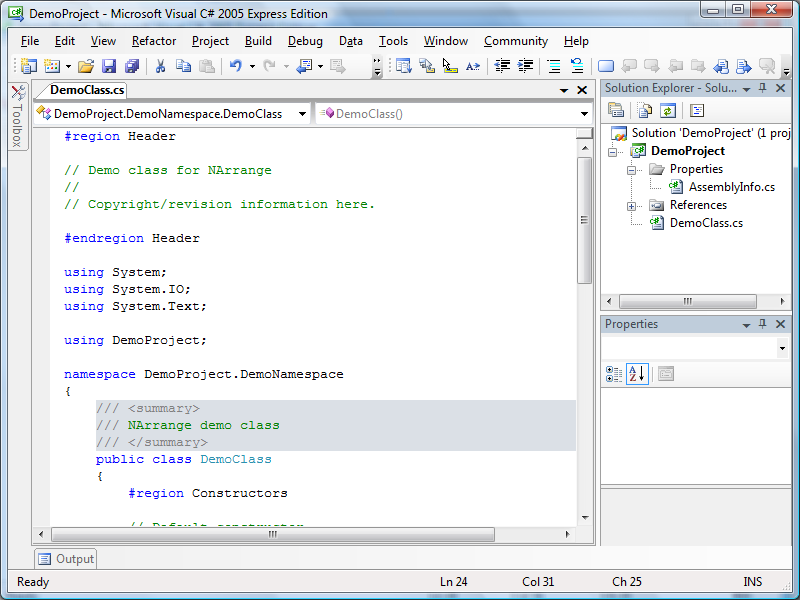 DemoProject - Microsoft Visual C# 2005 Express Edition
File Edit View Refactor Project Build Debug Data Tools Window Community Help
Toolbox
DemoClass.cs
DemoProject.DemoNamespace.DemoClass
DemoClass()
#region Header
// Demo class for NArrange
//
// Copyright/revision information here.
#endregion Header
using System;
using System.IO;
using System.Text;
using DemoProject;
namespace DemoProject.DemoNamespace
{
/// <summary>
/// NArrange demo class
/// </summary>
public class DemoClass
{
#region Constructors
// Default constructor
Solution Explorer - Solu...
Solution 'DemoProject' (1 proj
DemoProject
Properties
AssemblyInfo.cs
References
DemoClass.cs
Properties
Output
Ready Ln 24 Col 31 Ch 25 INS